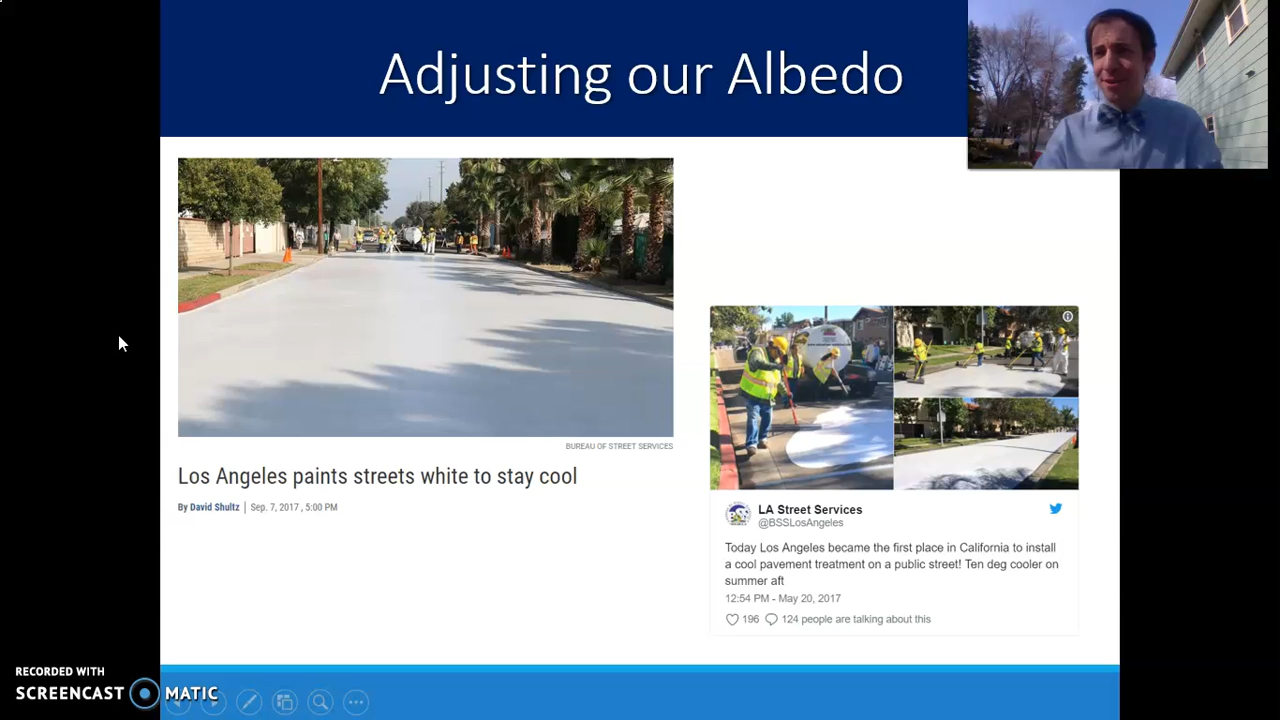 Adjusting our Albedo
BUREAU OF STREET SERVICES
Los Angeles paints streets white to stay cool
By David Shultz | Sep. 7, 2017 , 5:00 PM
LA Street Services
@BSSLosAngeles
Today Los Angeles became the first place in California to install
a cool pavement treatment on a public street! Ten deg cooler on
summer aft
12:54 PM - May 20, 2017
196 124 people are talking about this
RECORDED WITH
SCREENCAST MATIC